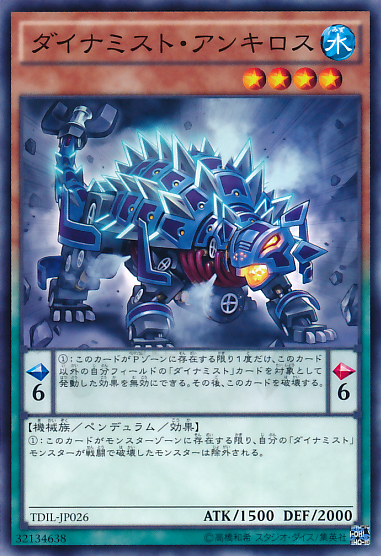 ダイナミスト・アンキロス
水
①:このカードがPゾーンに存在する限り1度だけ、このカード
以外の自分フィールドの「ダイナミスト」カードを対象として
発動した効果を無効にできる。その後、このカードを破壊する。
6
6
【機械族/ペンデュラム/効果】
①:このカードがモンスターゾーンに存在する限り、自分の「ダイナミスト」
モンスターが戦闘で破壊したモンスターは除外される。
TDIL-JP026
ATK/1500 DEF/2000
32134638
©高橋和希 スタジオ・ダイス/集英社